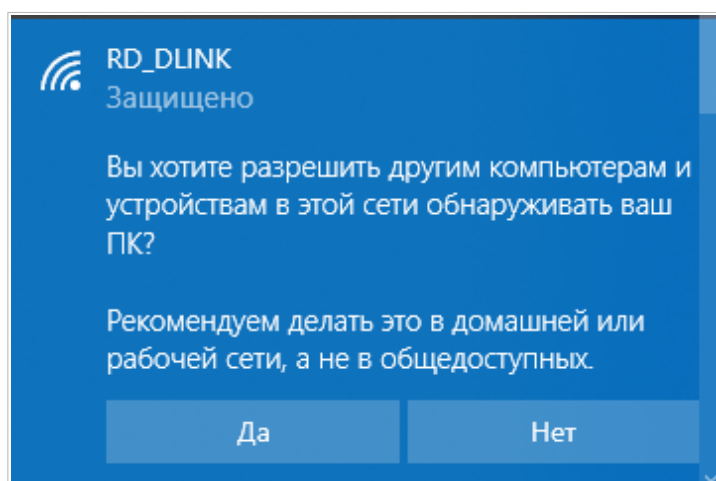 RD_DLINK
Защищено
Вы хотите разрешить другим компьютерам и
устройствам в этой сети обнаруживать ваш
ПК?
Рекомендуем делать это в домашней или
рабочей сети, а не в общедоступных.
Да
Нет